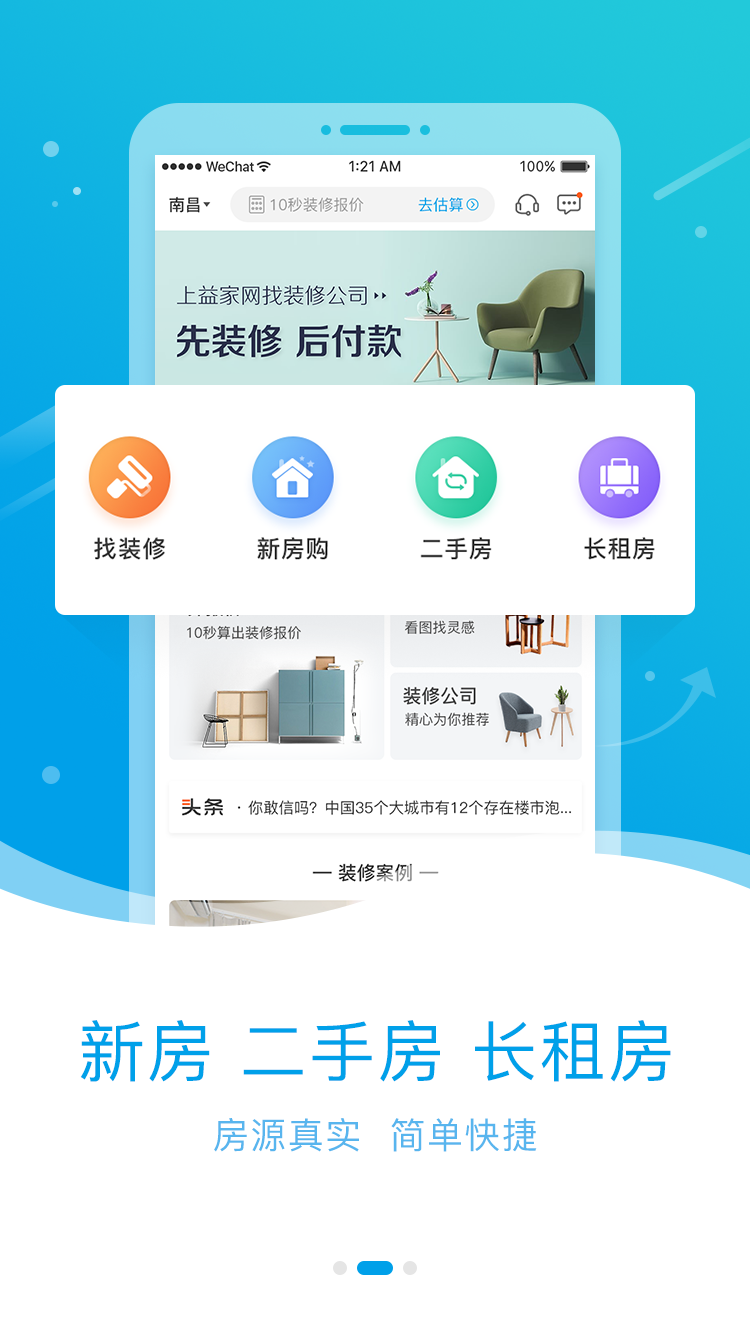 WeChat 1:21 AM 100%
南昌 10秒装修报价 去估算
上益家网找装修公司
先装修 后付款
找装修 新房购 二手房 长租房
10秒算出装修报价
看图找灵感
装修公司
精心为你推荐
头条 · 你敢信吗？中国35个大城市有12个存在楼市泡...
— 装修案例 —
新房 二手房 长租房
房源真实 简单快捷